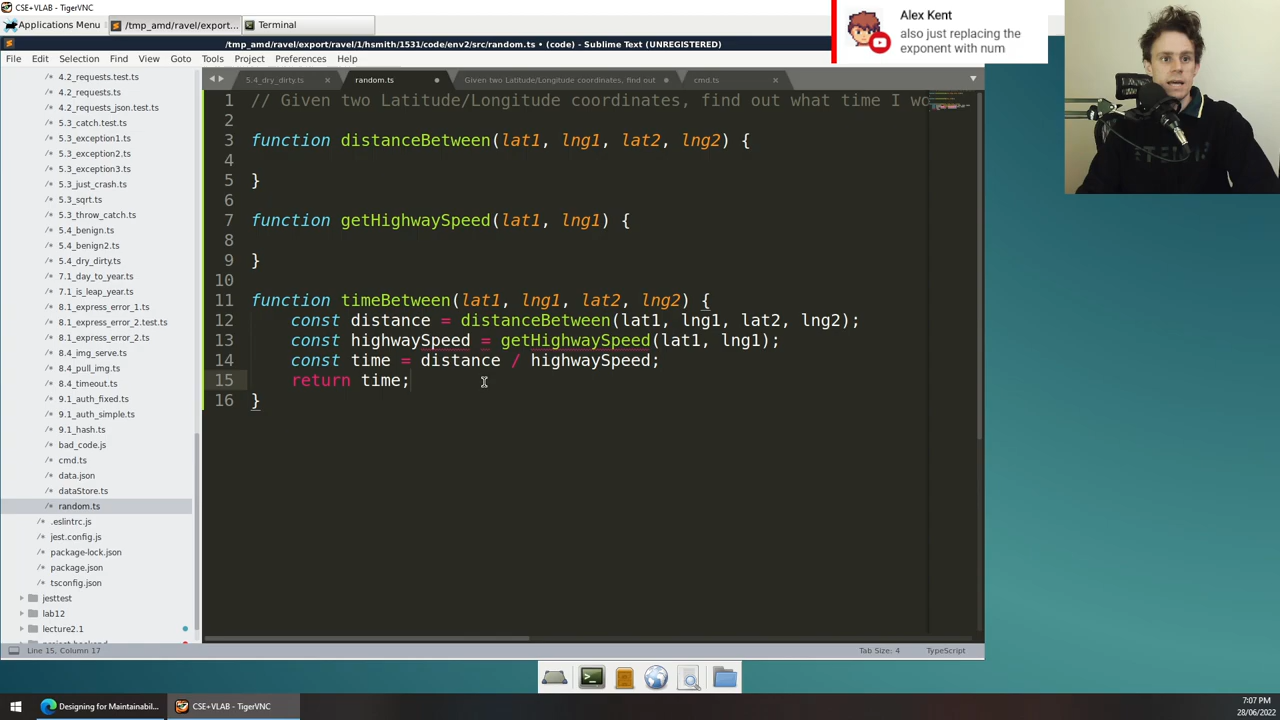 CSE+VLAB - TigerVNC
Applications Menu
/tmp_amd/ravel/export...
Terminal
/tmp_amd/ravel/export/ravel/1/hsmith/1531/code/env2/src/random.ts • (code) - Sublime Text (UNREGISTERED)
File Edit Selection Find View Goto Tools Project Preferences Help
Alex Kent
also just replacing the
exponent with num
5.4_dry_dirty.ts
random.ts
Given two Latitude/Longitude coordinates, find out
cmd.ts
4.2_requests.test.ts
4.2_requests.ts
4.2_requests_json.test.ts
5.3_catch.test.ts
5.3_exception1.ts
5.3_exception2.ts
5.3_exception3.ts
5.3_just_crash.ts
5.3_sqrt.ts
5.3_throw_catch.ts
5.4_benign.ts
5.4_benign2.ts
5.4_dry_dirty.ts
7.1_day_to_year.ts
7.1_is_leap_year.ts
8.1_express_error_1.ts
8.1_express_error_2.test.ts
8.1_express_error_2.ts
8.4_img_serve.ts
8.4_timeout.ts
9.1_auth_fixed.ts
9.1_auth_simple.ts
9.1_hash.ts
bad_code.js
cmd.ts
data.json
dataStore.ts
random.ts
.eslintrc.js
jest.config.js
package-lock.json
package.json
tsconfig.json
jesttest
lab12
lecture2.1
1 // Given two Latitude/Longitude coordinates, find out what time I wo
2
3 function distanceBetween(lat1, lng1, lat2, lng2) {
4
5 }
6
7 function getHighwaySpeed(lat1, lng1) {
8
9 }
10
11 function timeBetween(lat1, lng1, lat2, lng2) {
12 const distance = distanceBetween(lat1, lng1, lat2, lng2);
13 const highwaySpeed = getHighwaySpeed(lat1, lng1);
14 const time = distance / highwaySpeed;
15 return time;
16 }
Line 15, Column 17
Tab Size: 4
TypeScript
Designing for Maintainabil...
CSE+VLAB - TigerVNC
7:07 PM
28/06/2022